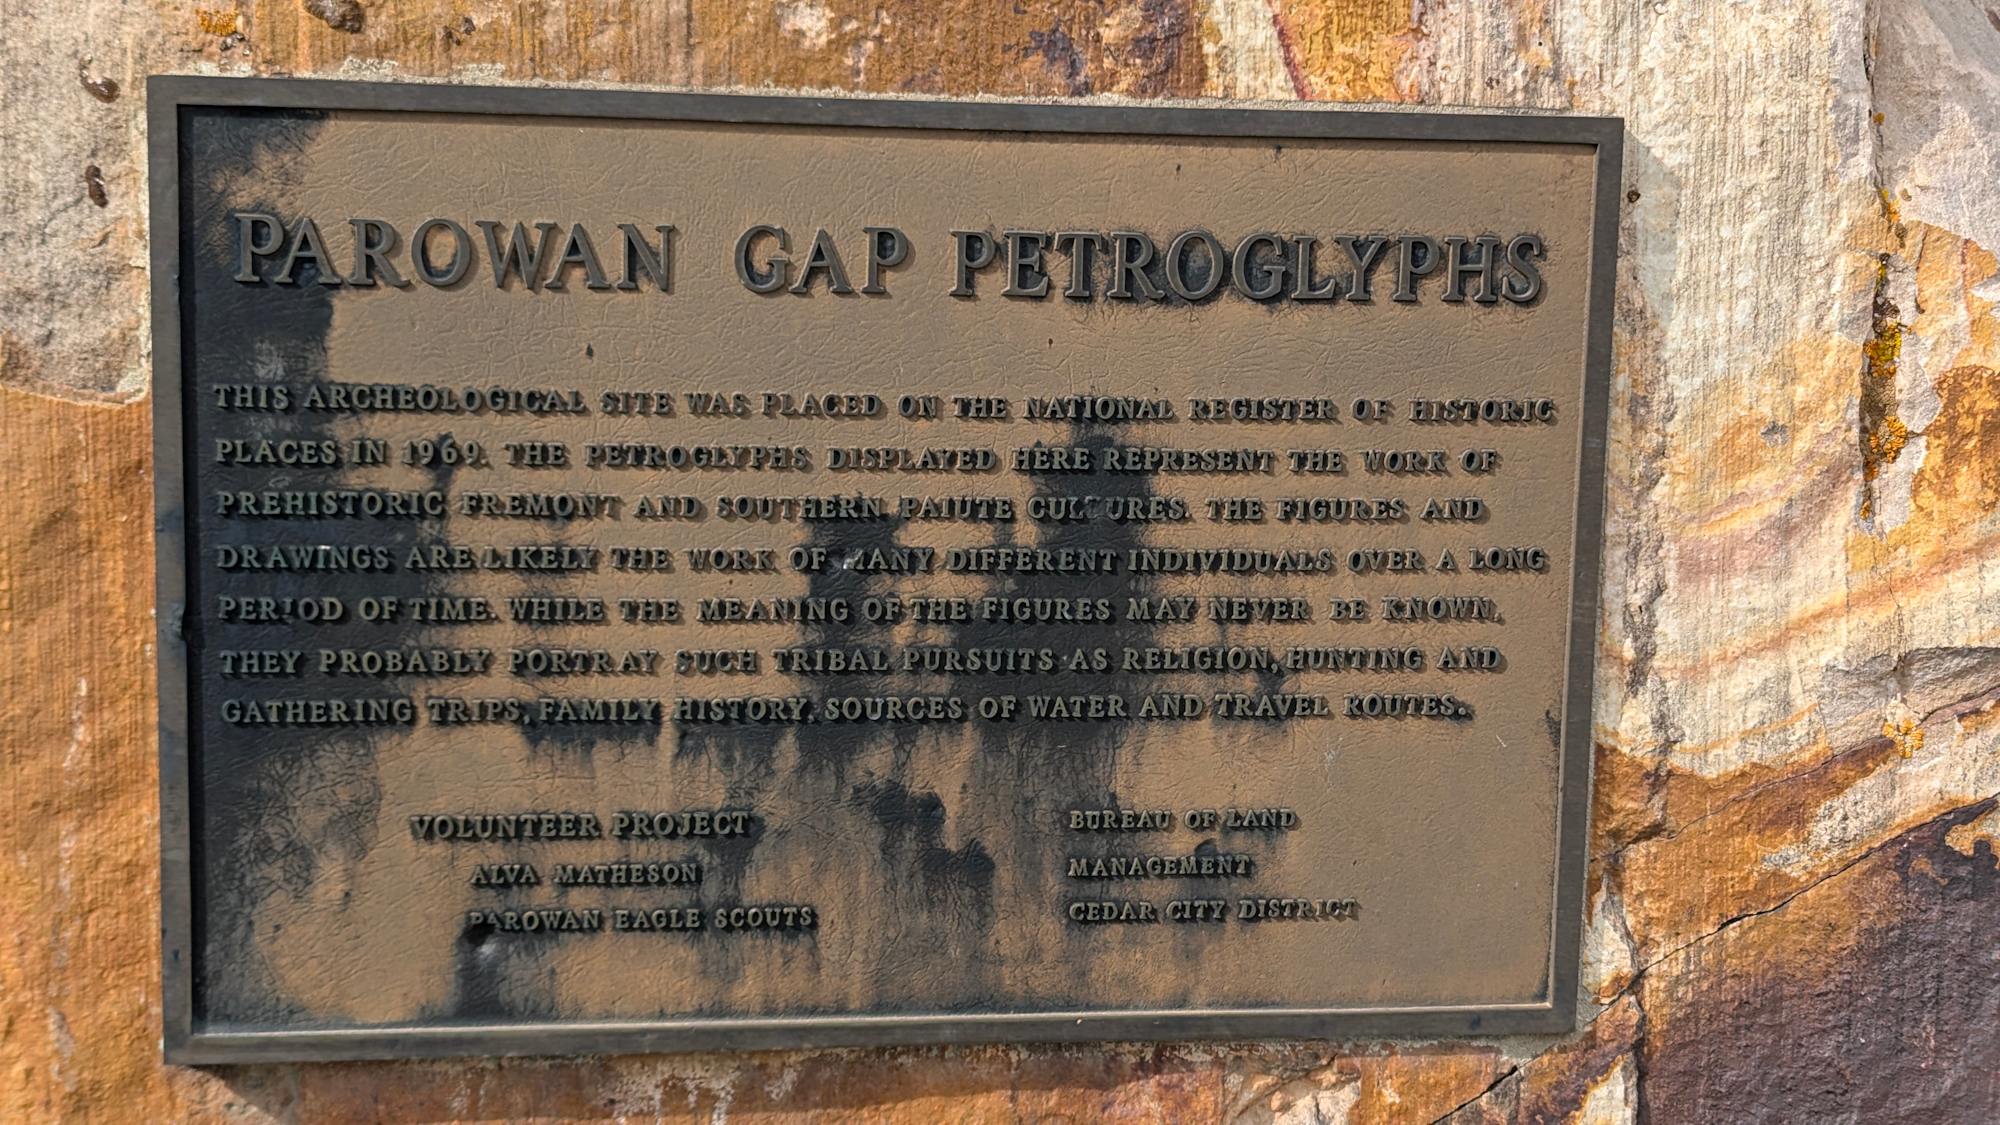 PAROWAN GAP PETROGLYPHS
THIS ARCHEOLOGICAL SITE WAS PLACED ON THE NATIONAL REGISTER OF HISTORIC
PLACES IN 1969. THE PETROGLYPHS DISPLAYED HERE REPRESENT THE WORK OF
PREHISTORIC FREMONT AND SOUTHERN PAIUTE CULTURES. THE FIGURES AND
DRAWINGS ARE LIKELY THE WORK OF MANY DIFFERENT INDIVIDUALS OVER A LONG
PERIOD OF TIME. WHILE THE MEANING OF THE FIGURES MAY NEVER BE KNOWN,
THEY PROBABLY PORTRAY SUCH TRIBAL PURSUITS AS RELIGION, HUNTING AND
GATHERING TRIPS, FAMILY HISTORY, SOURCES OF WATER AND TRAVEL ROUTES.
VOLUNTEER PROJECT
ALVA MATHESON
PAROWAN EAGLE SCOUTS
BUREAU OF LAND
MANAGEMENT
CEDAR CITY DISTRICT